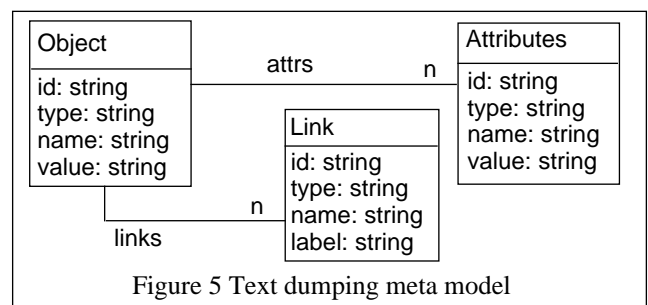 Object
id: string
type: string
name: string
value: string
attrs
n
Attributes
id: string
type: string
name: string
value: string
Link
id: string
type: string
name: string
label: string
n
links
Figure 5 Text dumping meta model